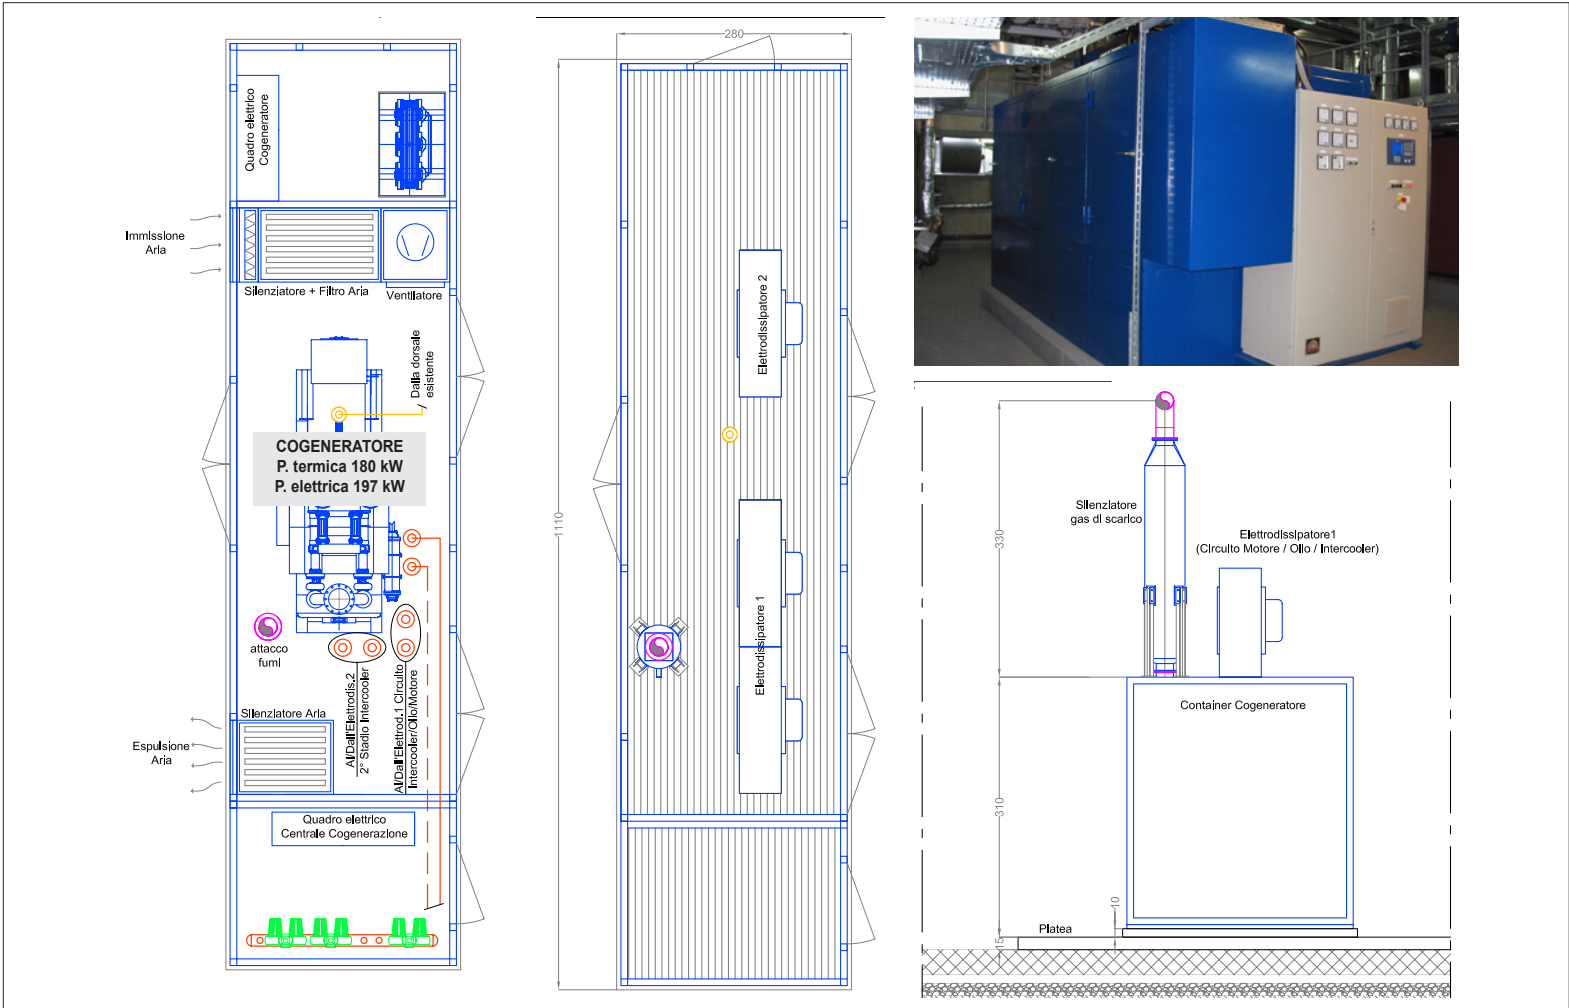 Quadro elettrico
Cogeneratore
Immissione
Aria
Silenziatore + Filtro Aria
Ventilatore
Dalla dorsale
esistente
COGENERATORE
P. termica 180 kW
P. elettrica 197 kW
attacco
fumi
Al/Dall'Elettrodis.2
2° Stadio Intercooler
Al/Dall'Elettrod.1 Circuito
Intercooler/Olio/Motore
Silenziatore Aria
Espulsione
Aria
Quadro elettrico
Centrale Cogenerazione
280
1110
Elettrodissipatore 2
Elettrodissipatore 1
330
Silenziatore
gas di scarico
Elettrodissipatore1
(Circuito Motore / Olio / Intercooler)
310
Container Cogeneratore
10
Platea
15